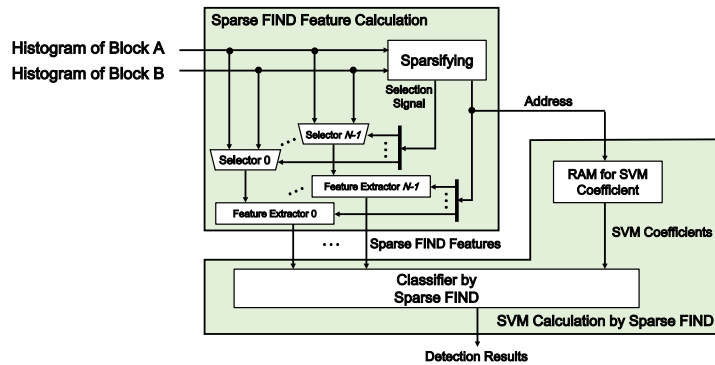 Sparse FIND Feature Calculation
Histogram of Block A
Histogram of Block B
Sparsifying
Selection
Signal
Address
Selector N-1
Selector 0
RAM for SVM
Coefficient
Feature Extractor N-1
Feature Extractor 0
SVM Coefficients
Sparse FIND Features
Classifier by
Sparse FIND
SVM Calculation by Sparse FIND
Detection Results